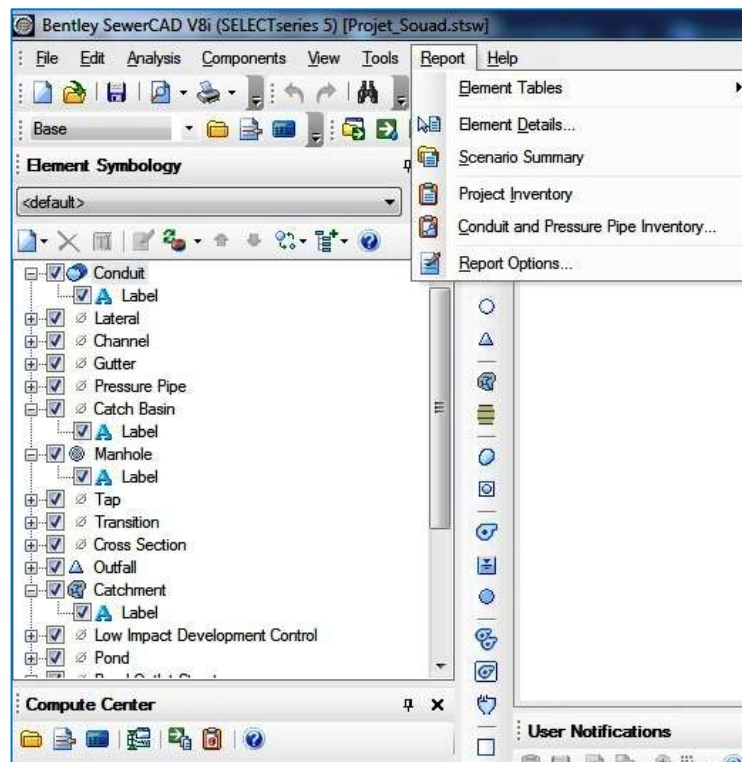 Bentley SewerCAD V8i (SELECTseries 5) [Projet_Souad.stsw]
File Edit Analysis Components View Tools Report Help
Element Tables
Base
Element Details...
Element Symbology
Scenario Summary
<default>
Project Inventory
Conduit and Pressure Pipe Inventory...
Report Options...
Conduit
Label
Lateral
Channel
Gutter
Pressure Pipe
Catch Basin
Label
Manhole
Label
Tap
Transition
Cross Section
Outfall
Catchment
Label
Low Impact Development Control
Pond
Compute Center
User Notifications